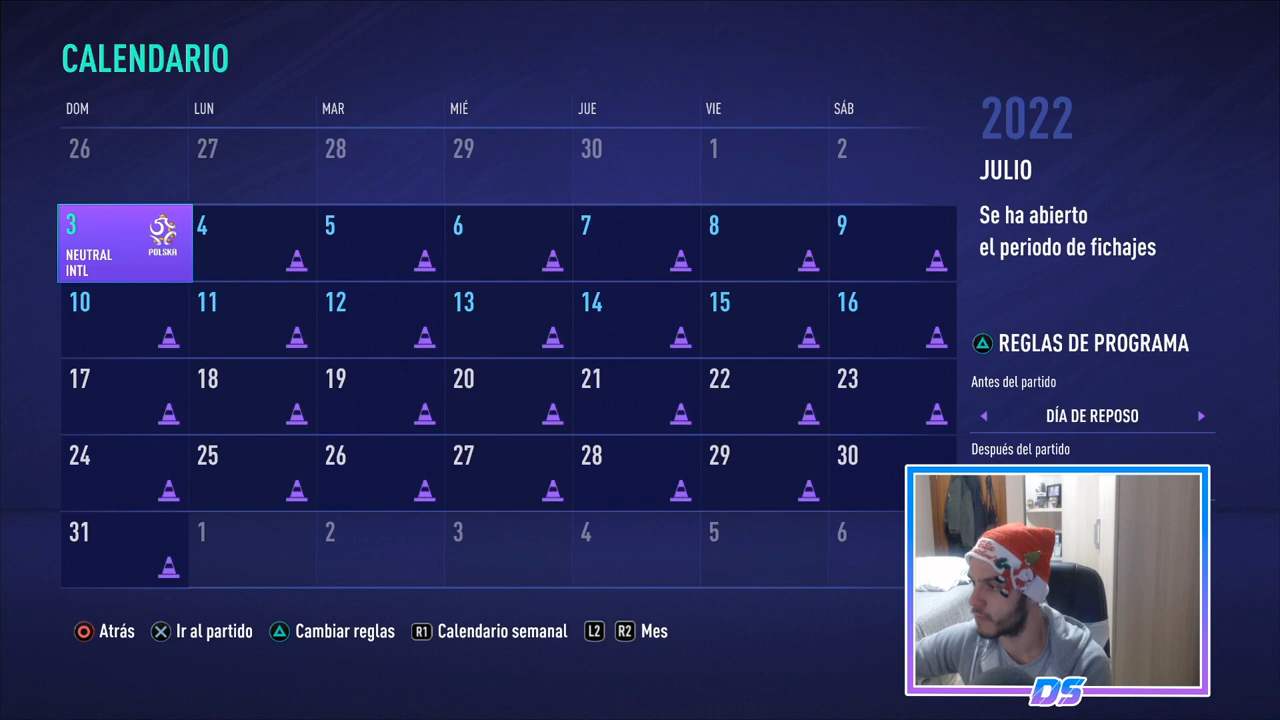 CALENDARIO
DOM LUN MAR MIÉ JUE VIE SÁB
26 27 28 29 30 1 2
3 4 5 6 7 8 9
POLSKA
NEUTRAL
INTL
10 11 12 13 14 15 16
17 18 19 20 21 22 23
24 25 26 27 28 29 30
31 1 2 3 4 5 6
2022
JULIO
Se ha abierto
el periodo de fichajes
REGLAS DE PROGRAMA
Antes del partido
DÍA DE REPOSO
Después del partido
Atrás Ir al partido Cambiar reglas R1 Calendario semanal L2 R2 Mes
DS